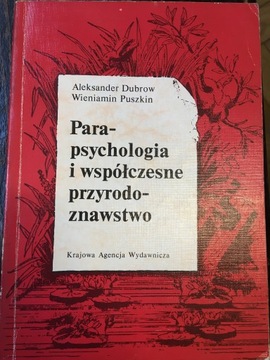 Aleksander Dubrow
Wieniamin Puszkin
Para-
psychologia
i współczesne
przyrodo-
znawstwo
Krajowa Agencja Wydawnicza